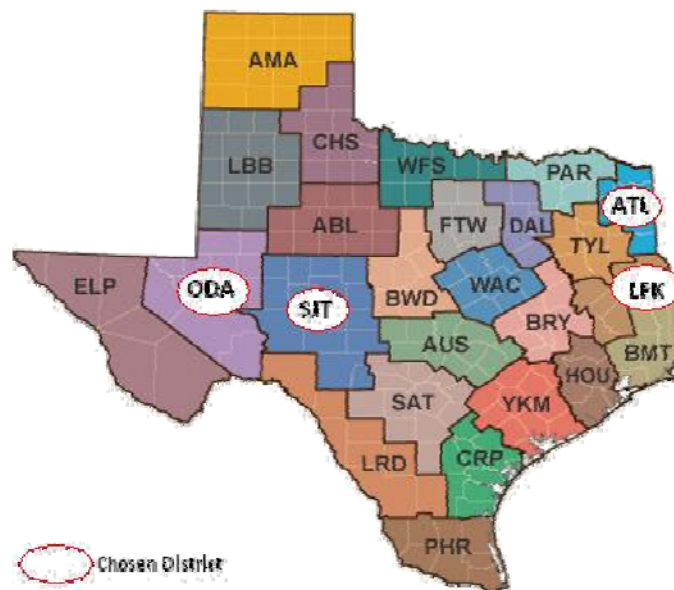 AMA
CHS
LBB
WFS
PAR
ATL
ABL
FTW
DAL
TYL
ELP
ODA
SJT
BWD
WAC
LFK
BRY
AUS
BMT
HOU
SAT
YKM
LRD
CRP
PHR
Chosen District